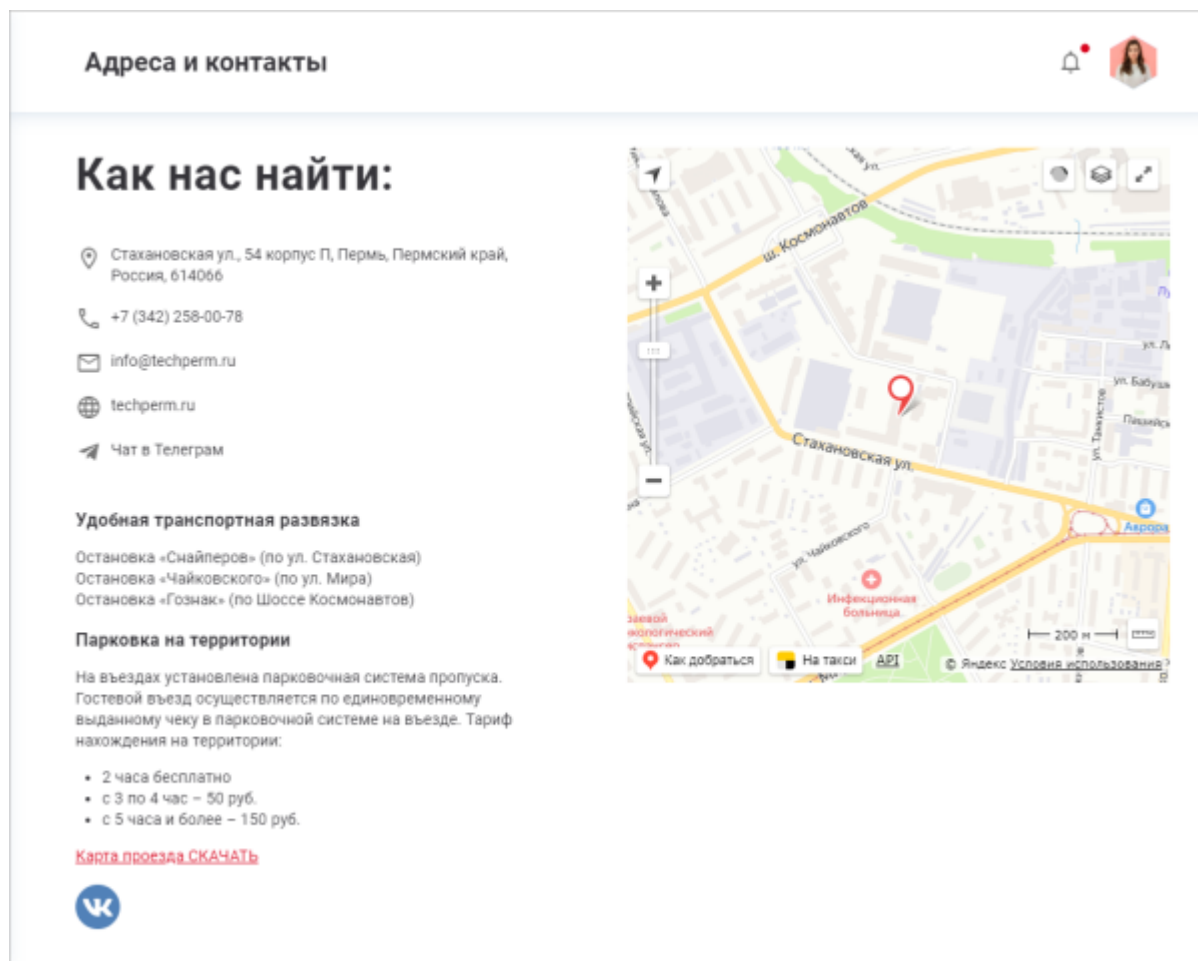 Адреса и контакты
Как нас найти:
Стахановская ул., 54 корпус П, Пермь, Пермский край,
Россия, 614066
+7 (342) 258-00-78
info@techperm.ru
techperm.ru
Чат в Телеграм
Удобная транспортная развязка
Остановка «Снайперов» (по ул. Стахановская)
Остановка «Чайковского» (по ул. Мира)
Остановка «Гознак» (по Шоссе Космонавтов)
Парковка на территории
На въездах установлена парковочная система пропуска.
Гостевой въезд осуществляется по единовременному
выданному чеку в парковочной системе на въезде. Тариф
нахождения на территории:
• 2 часа бесплатно
• с 3 по 4 час – 50 руб.
• с 5 часа и более – 150 руб.
Карта проезда СКАЧАТЬ
ш. Космонавтов
Стахановская ул.
ул. Бабуш
ул. Танкистов
ул. Чайковского
Аврора
Инфекционная
больница
200 м
Как добраться
На такси
API
© Яндекс Условия использования